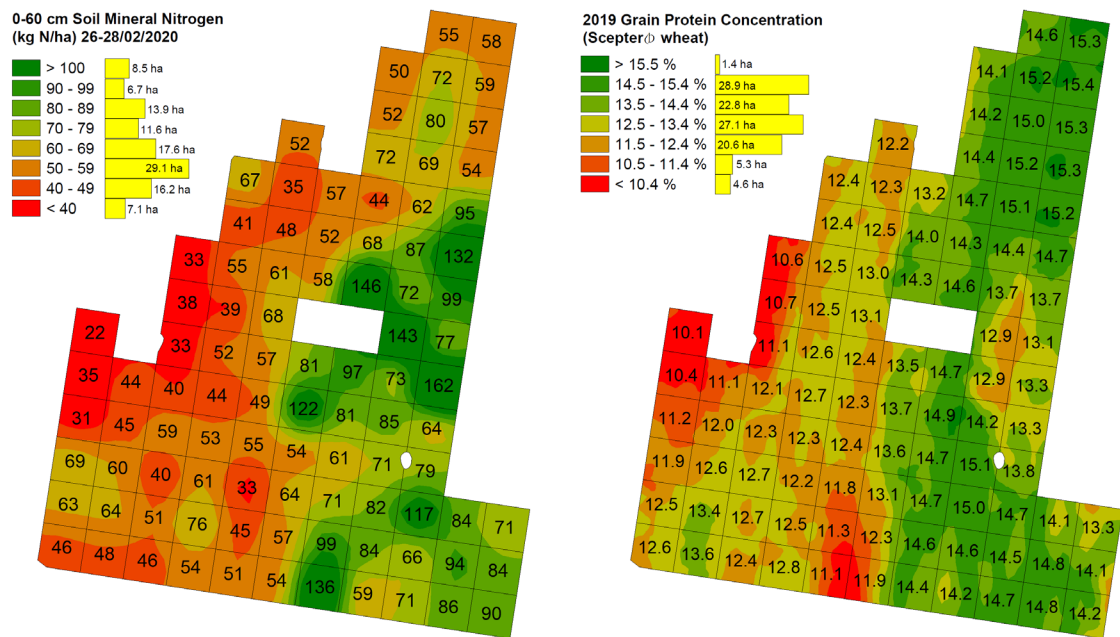 0-60 cm Soil Mineral Nitrogen
(kg N/ha) 26-28/02/2020
> 100 8.5 ha
90 - 99 6.7 ha
80 - 89 13.9 ha
70 - 79 11.6 ha
60 - 69 17.6 ha
50 - 59 29.1 ha
40 - 49 16.2 ha
< 40 7.1 ha
55 58
50 72 59
52 80 57
52 72 69 54
67 35 57 44 62 95
41 48 52 68 87 132
33 55 61 58 146 72 99
38 39 68 143 77
22 33 52 57 81 97 73 162
35 44 40 44 49 122 81 85 64
31 45 59 53 55 54 61 71 79
69 60 40 61 33 64 71 82 117 84 71
63 64 51 76 45 57 99 84 66 94 84
46 48 46 54 51 54 136 59 71 86 90
2019 Grain Protein Concentration
(Scepter⌀ wheat)
> 15.5 % 1.4 ha
14.5 - 15.4 % 28.9 ha
13.5 - 14.4 % 22.8 ha
12.5 - 13.4 % 27.1 ha
11.5 - 12.4 % 20.6 ha
10.5 - 11.4 % 5.3 ha
< 10.4 % 4.6 ha
14.6 15.3
14.1 15.2 15.4
14.2 15.0 15.3
12.2 14.4 15.2 15.3
12.4 12.3 13.2 14.7 15.1 15.2
12.4 12.5 14.0 14.3 14.4 14.7
10.6 12.5 13.0 14.3 14.6 13.7 13.7
10.7 12.5 13.1 12.9 13.1
10.1 11.1 12.6 12.4 13.5 14.7 12.9 13.3
10.4 11.1 12.1 12.7 12.3 13.7 14.9 14.2 13.3
11.2 12.0 12.3 12.3 12.4 13.6 14.7 15.1 13.8
11.9 12.6 12.7 12.2 11.8 13.1 14.7 15.0 14.7 14.1 13.3
12.5 13.4 12.7 12.5 11.3 12.3 14.6 14.6 14.5 14.8 14.1
12.6 13.6 12.4 12.8 11.1 11.9 14.4 14.2 14.7 14.8 14.2